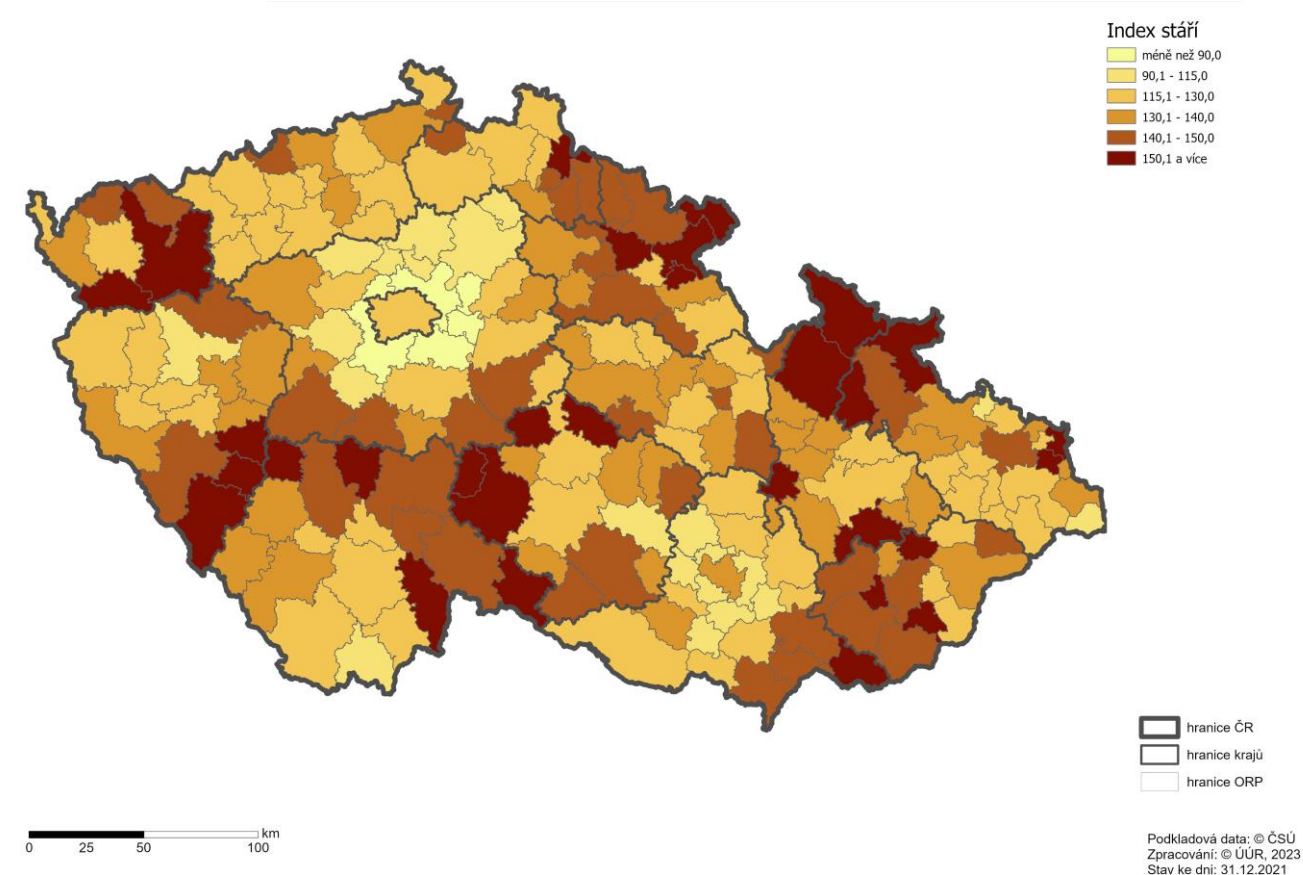 Index stáří
méně než 90,0
90,1 - 115,0
115,1 - 130,0
130,1 - 140,0
140,1 - 150,0
150,1 a více
hranice ČR
hranice krajů
hranice ORP
km
0 25 50 100
Podkladová data: © ČSÚ
Zpracování: © ÚÚR, 2023
Stav ke dni: 31.12.2021